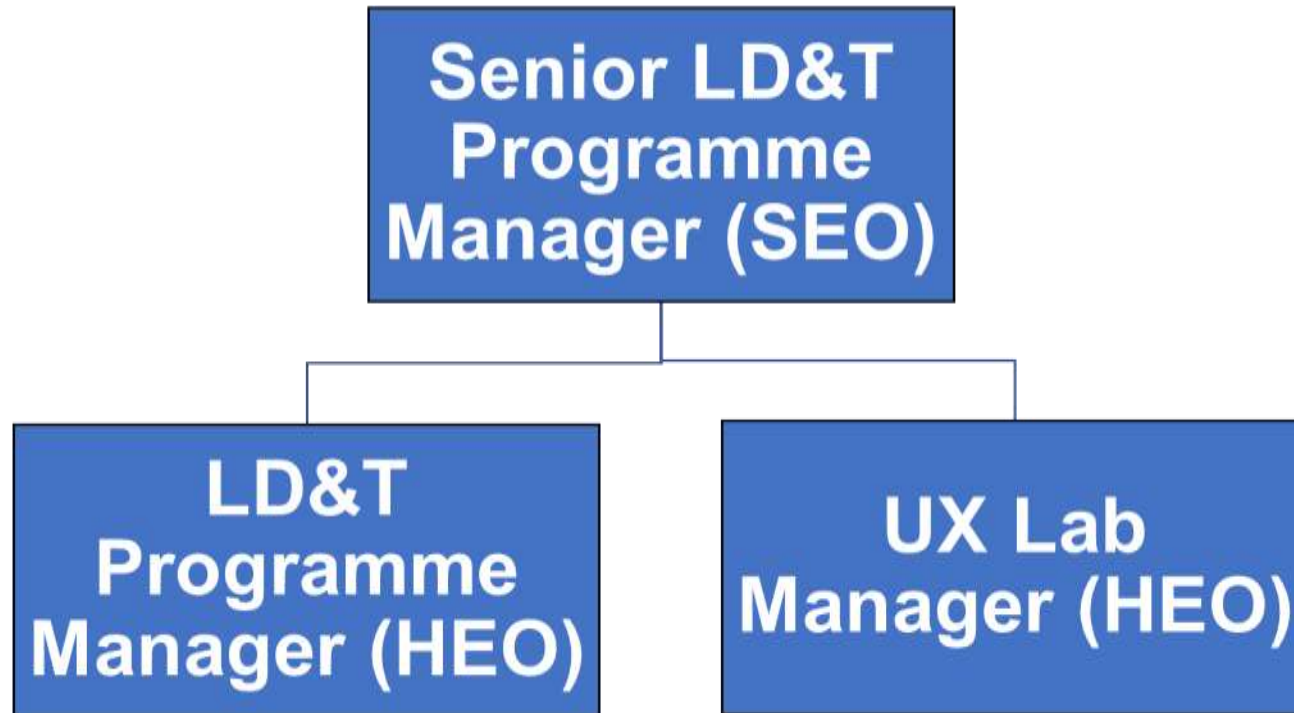 Senior LD&T
Programme
Manager (SEO)
LD&T
Programme
Manager (HEO)
UX Lab
Manager (HEO)